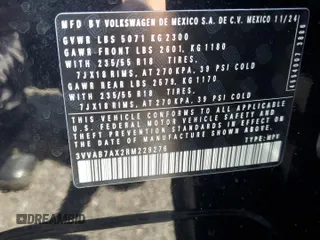 MFD BY VOLKSWAGEN DE MEXICO S.A. DE C.V. MEXICO 11/24
GVWR LBS 5071 KG 2300
GAWR FRONT LBS 2601, KG 1180
WITH 235/55 R18 TIRES,
7JX18 RIMS, AT 270KPA, 39 PSI COLD
GAWR REAR LBS 2579, KG 1170
WITH 235/55 R18 TIRES,
7JX18 RIMS, AT 270KPA, 39 PSI COLD
THIS VEHICLE CONFORMS TO ALL APPLICABLE
FEDERAL MOTOR VEHICLE SAFETY, BUMPER,
AND THEFT PREVENTION STANDARDS IN EFFECT
ON THE DATE OF MANUFACTURE SHOWN ABOVE.
TYPE: MPV
DIAMOND